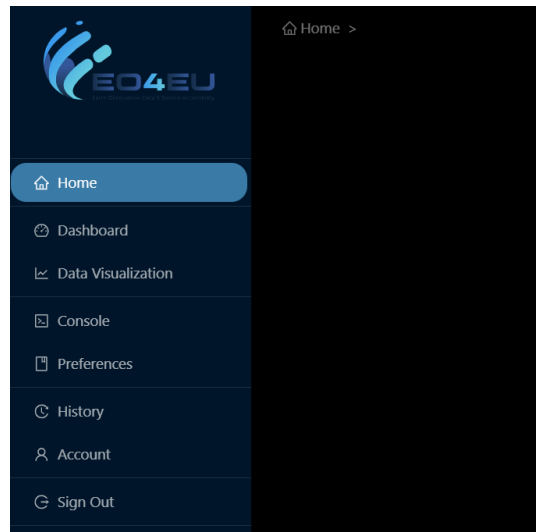 Home >
EO4EU
Home
Dashboard
Data Visualization
Console
Preferences
History
Account
Sign Out